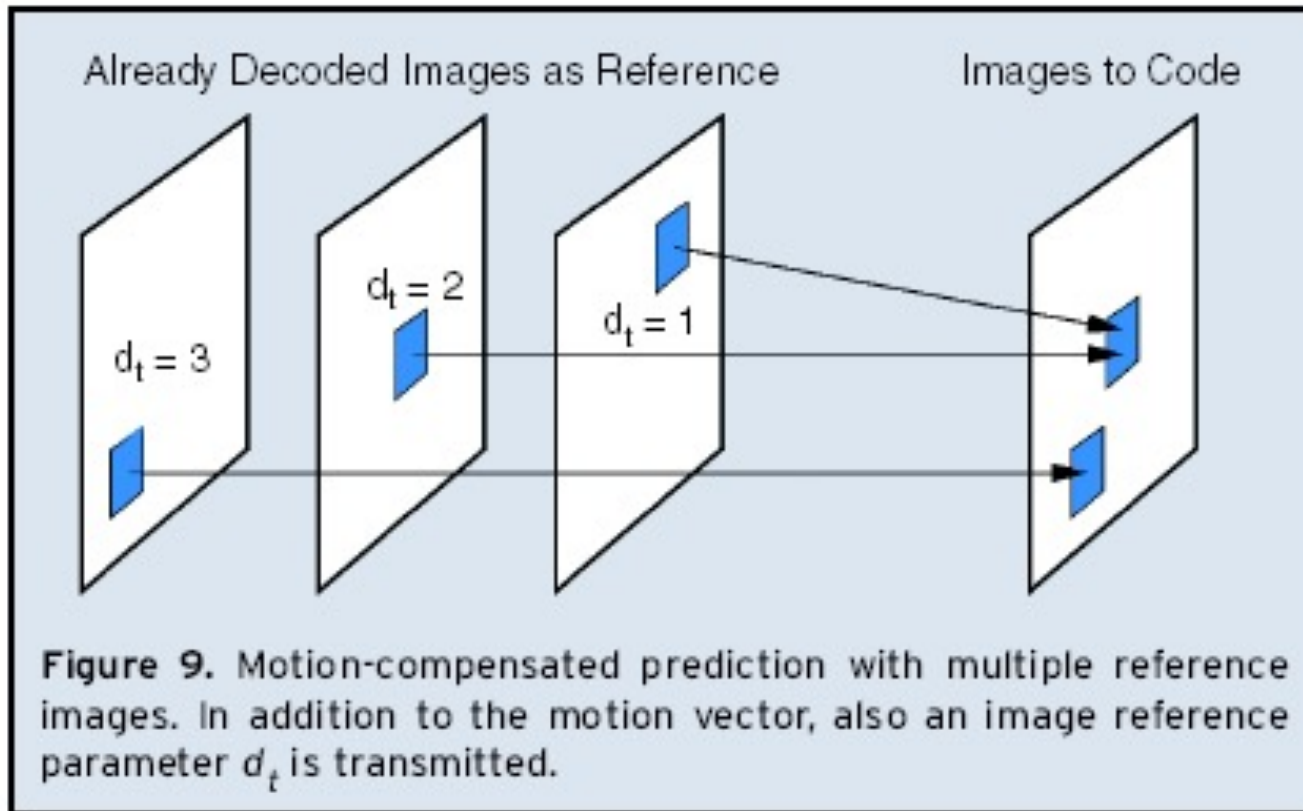 Already Decoded Images as Reference
Images to Code
dt = 3
dt = 2
dt = 1
Figure 9. Motion-compensated prediction with multiple reference
images. In addition to the motion vector, also an image reference
parameter dt is transmitted.